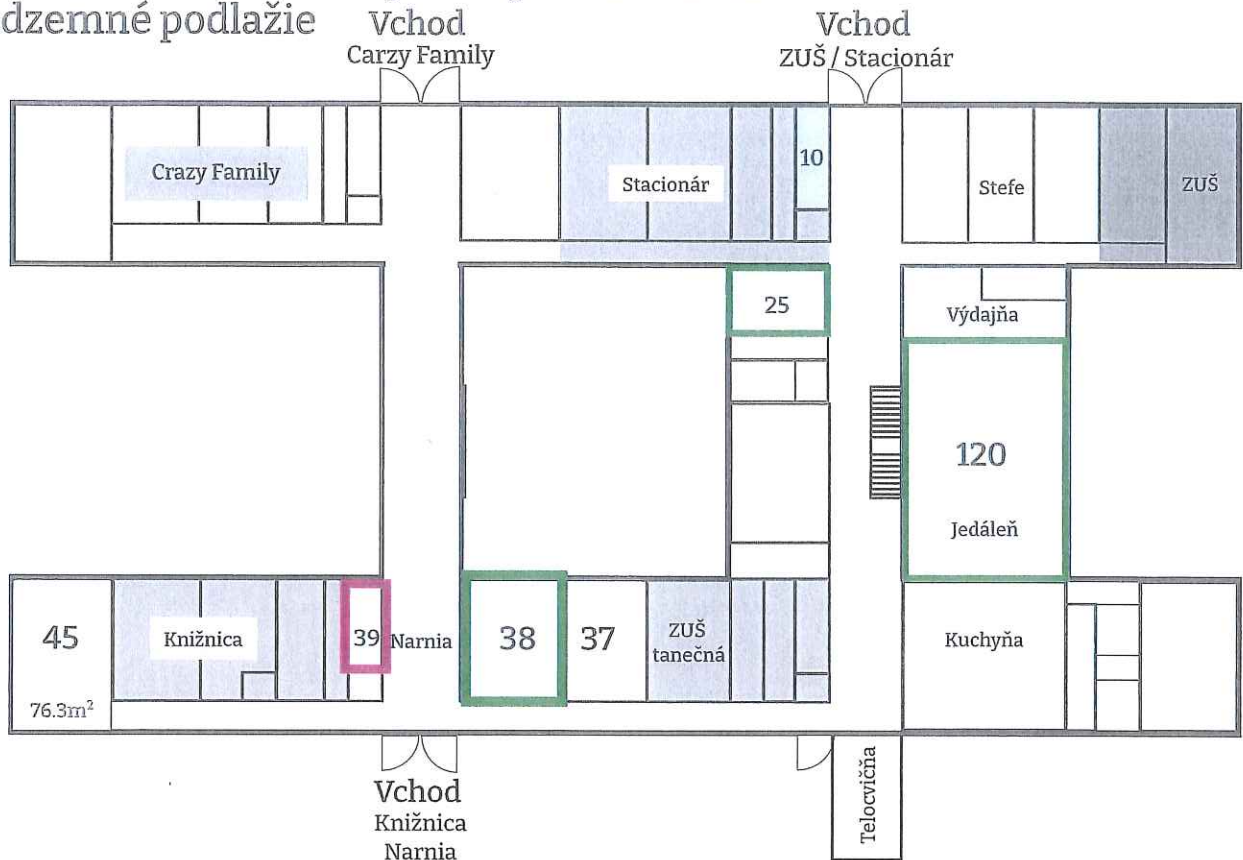 dzemné podlažie
Vchod
Carzy Family
Vchod
ZUŠ / Stacionár
Crazy Family
Stacionár
10
Stefe
ZUŠ
25
Výdajňa
120
Jedáleň
45
76.3m²
Knižnica
39
Narnia
38
37
ZUŠ
tanečná
Kuchyňa
Vchod
Knižnica
Narnia
Telocvičňa